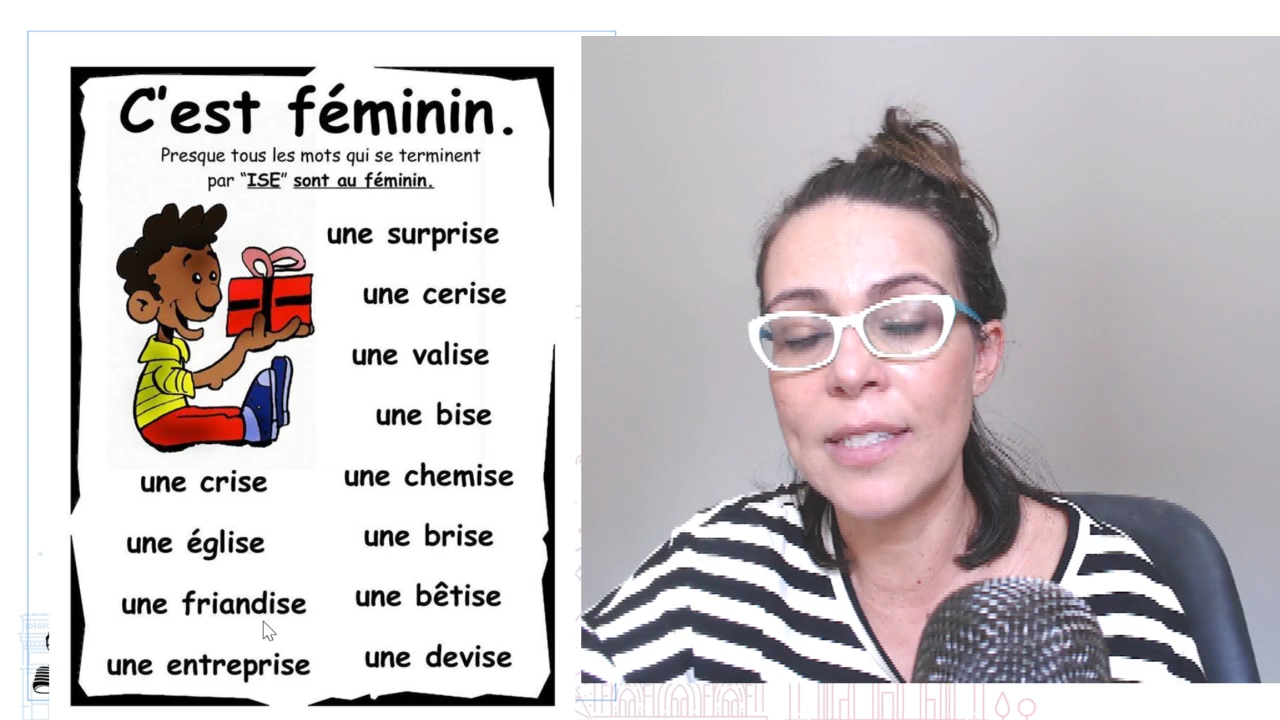 C'est féminin.
Presque tous les mots qui se terminent
par “ISE” sont au féminin.
une surprise
une cerise
une valise
une bise
une crise
une chemise
une église
une brise
une friandise
une bêtise
une entreprise
une devise